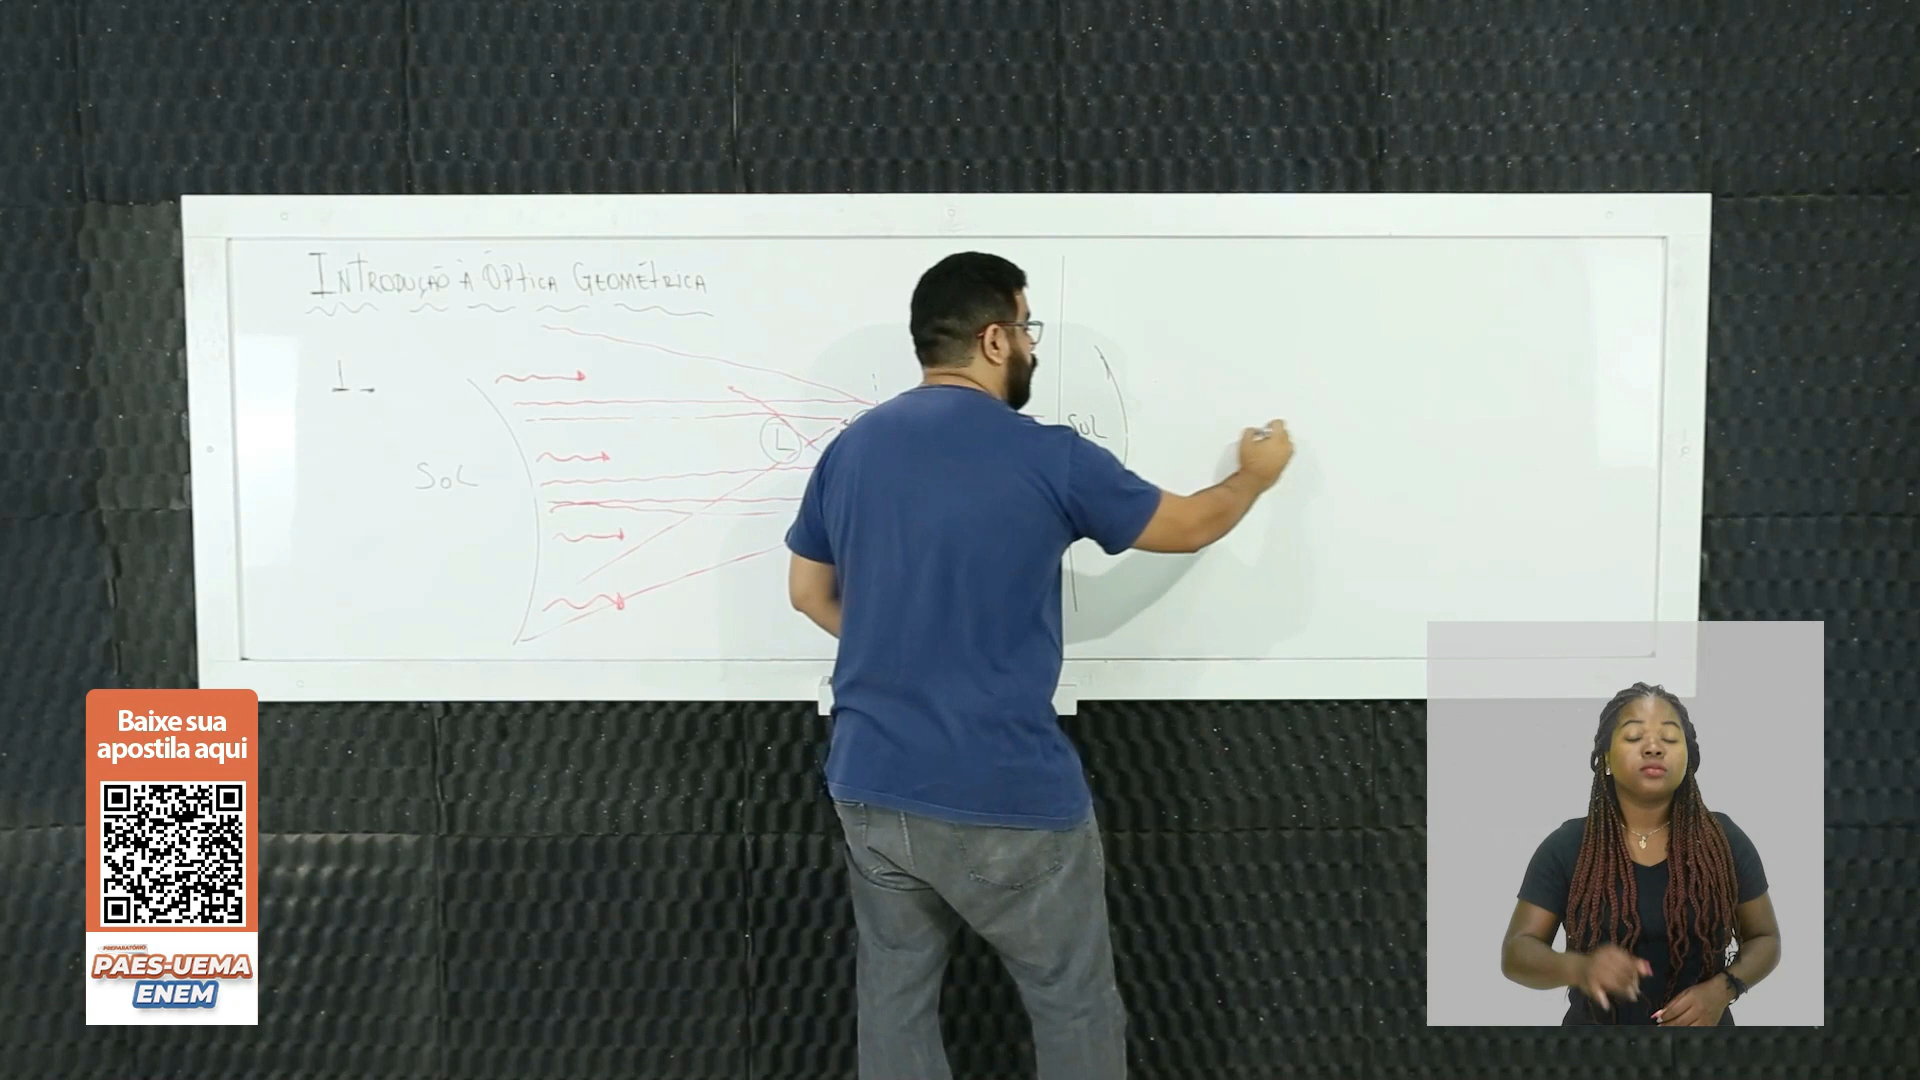 INTRODUÇÃO À ÓPTICA GEOMÉTRICA
1 _
SOL
L
SOL
Baixe sua
apostila aqui
PREPARATÓRIO
PAES-UEMA
ENEM